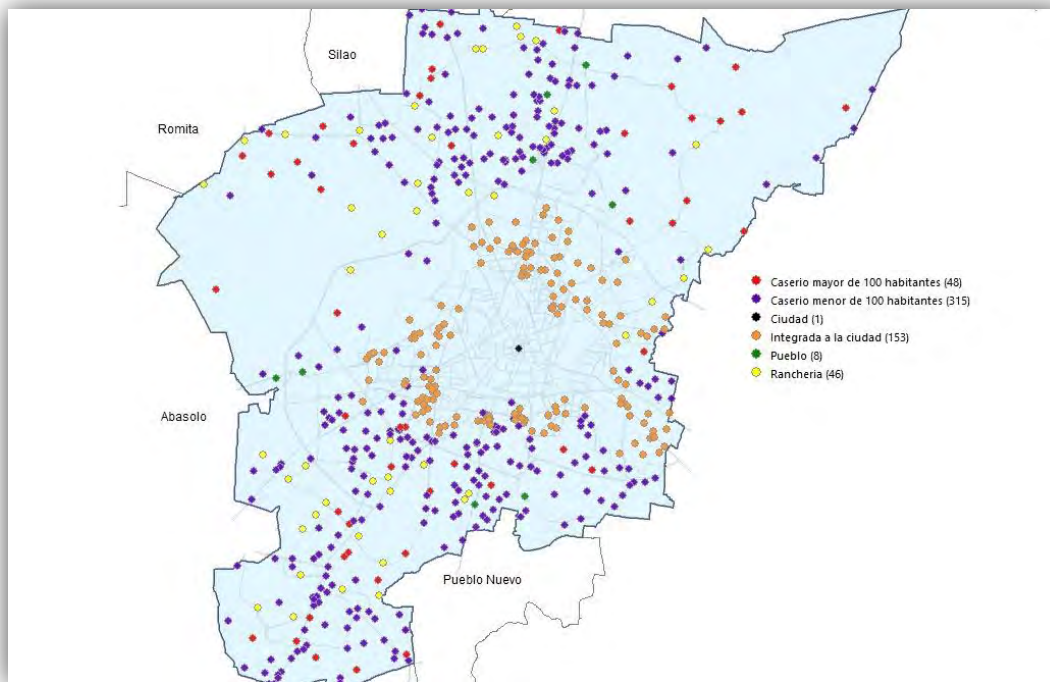 Silao
Romita
Caserio mayor de 100 habitantes (48)
Caserio menor de 100 habitantes (315)
Ciudad (1)
Integrada a la ciudad (153)
Pueblo (8)
Rancheria (46)
Abasolo
Pueblo Nuevo